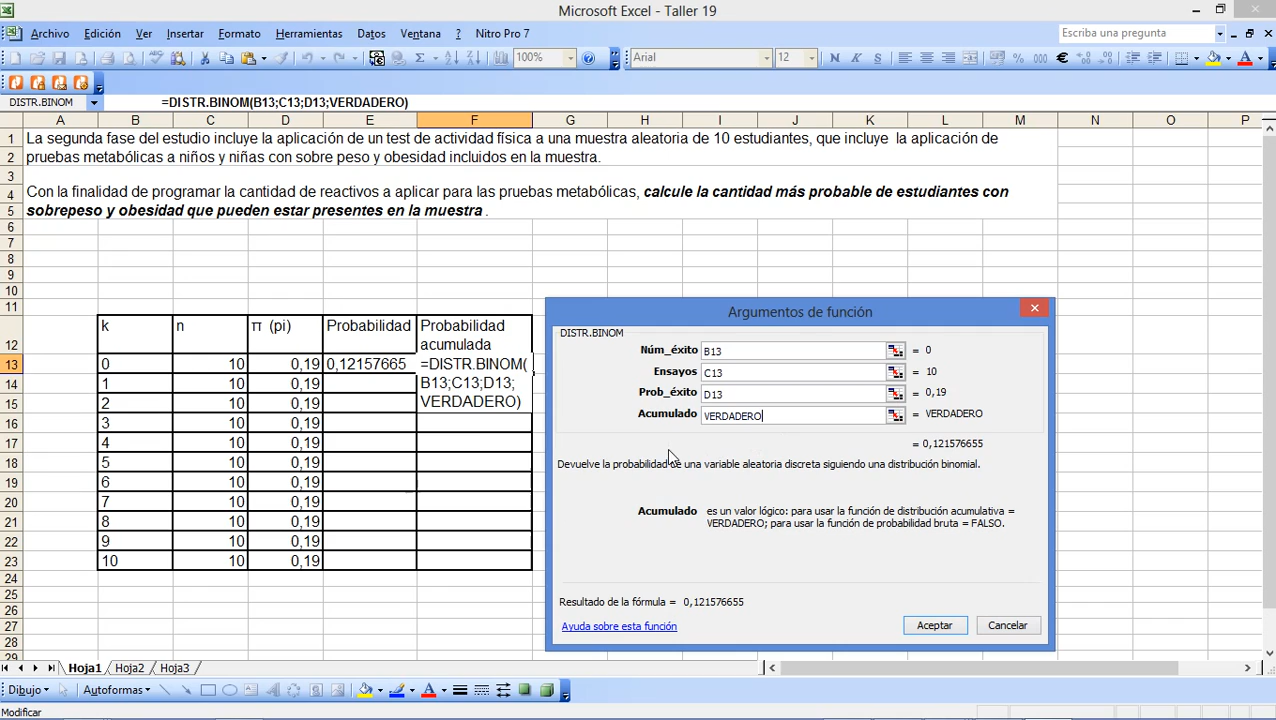 Microsoft Excel - Taller 19
Archivo Edición Ver Insertar Formato Herramientas Datos Ventana ? Nitro Pro 7 Escriba una pregunta
100% Arial 12 N K S % 000 €
DISTR.BINOM =DISTR.BINOM(B13;C13;D13;VERDADERO)
A B C D E F G H I J K L M N O P
1 La segunda fase del estudio incluye la aplicación de un test de actividad física a una muestra aleatoria de 10 estudiantes, que incluye la aplicación de
2 pruebas metabólicas a niños y niñas con sobre peso y obesidad incluidos en la muestra.
3
4 Con la finalidad de programar la cantidad de reactivos a aplicar para las pruebas metabólicas, calcule la cantidad más probable de estudiantes con
5 sobrepeso y obesidad que pueden estar presentes en la muestra .
6
7
8
9
10
11
12 k n π (pi) Probabilidad Probabilidad acumulada
13 0 10 0,19 0,12157665 =DISTR.BINOM(
14 1 10 0,19 B13;C13;D13;
15 2 10 0,19 VERDADERO)
16 3 10 0,19
17 4 10 0,19
18 5 10 0,19
19 6 10 0,19
20 7 10 0,19
21 8 10 0,19
22 9 10 0,19
23 10 10 0,19
24
25
26
27
28
29
Argumentos de función
DISTR.BINOM
Núm_éxito B13 = 0
Ensayos C13 = 10
Prob_éxito D13 = 0,19
Acumulado VERDADERO = VERDADERO
= 0,121576655
Devuelve la probabilidad de una variable aleatoria discreta siguiendo una distribución binomial.
Acumulado es un valor lógico: para usar la función de distribución acumulativa =
VERDADERO; para usar la función de probabilidad bruta = FALSO.
Resultado de la fórmula = 0,121576655
Ayuda sobre esta función Aceptar Cancelar
Hoja1 Hoja2 Hoja3
Dibujo Autoformas
Modificar